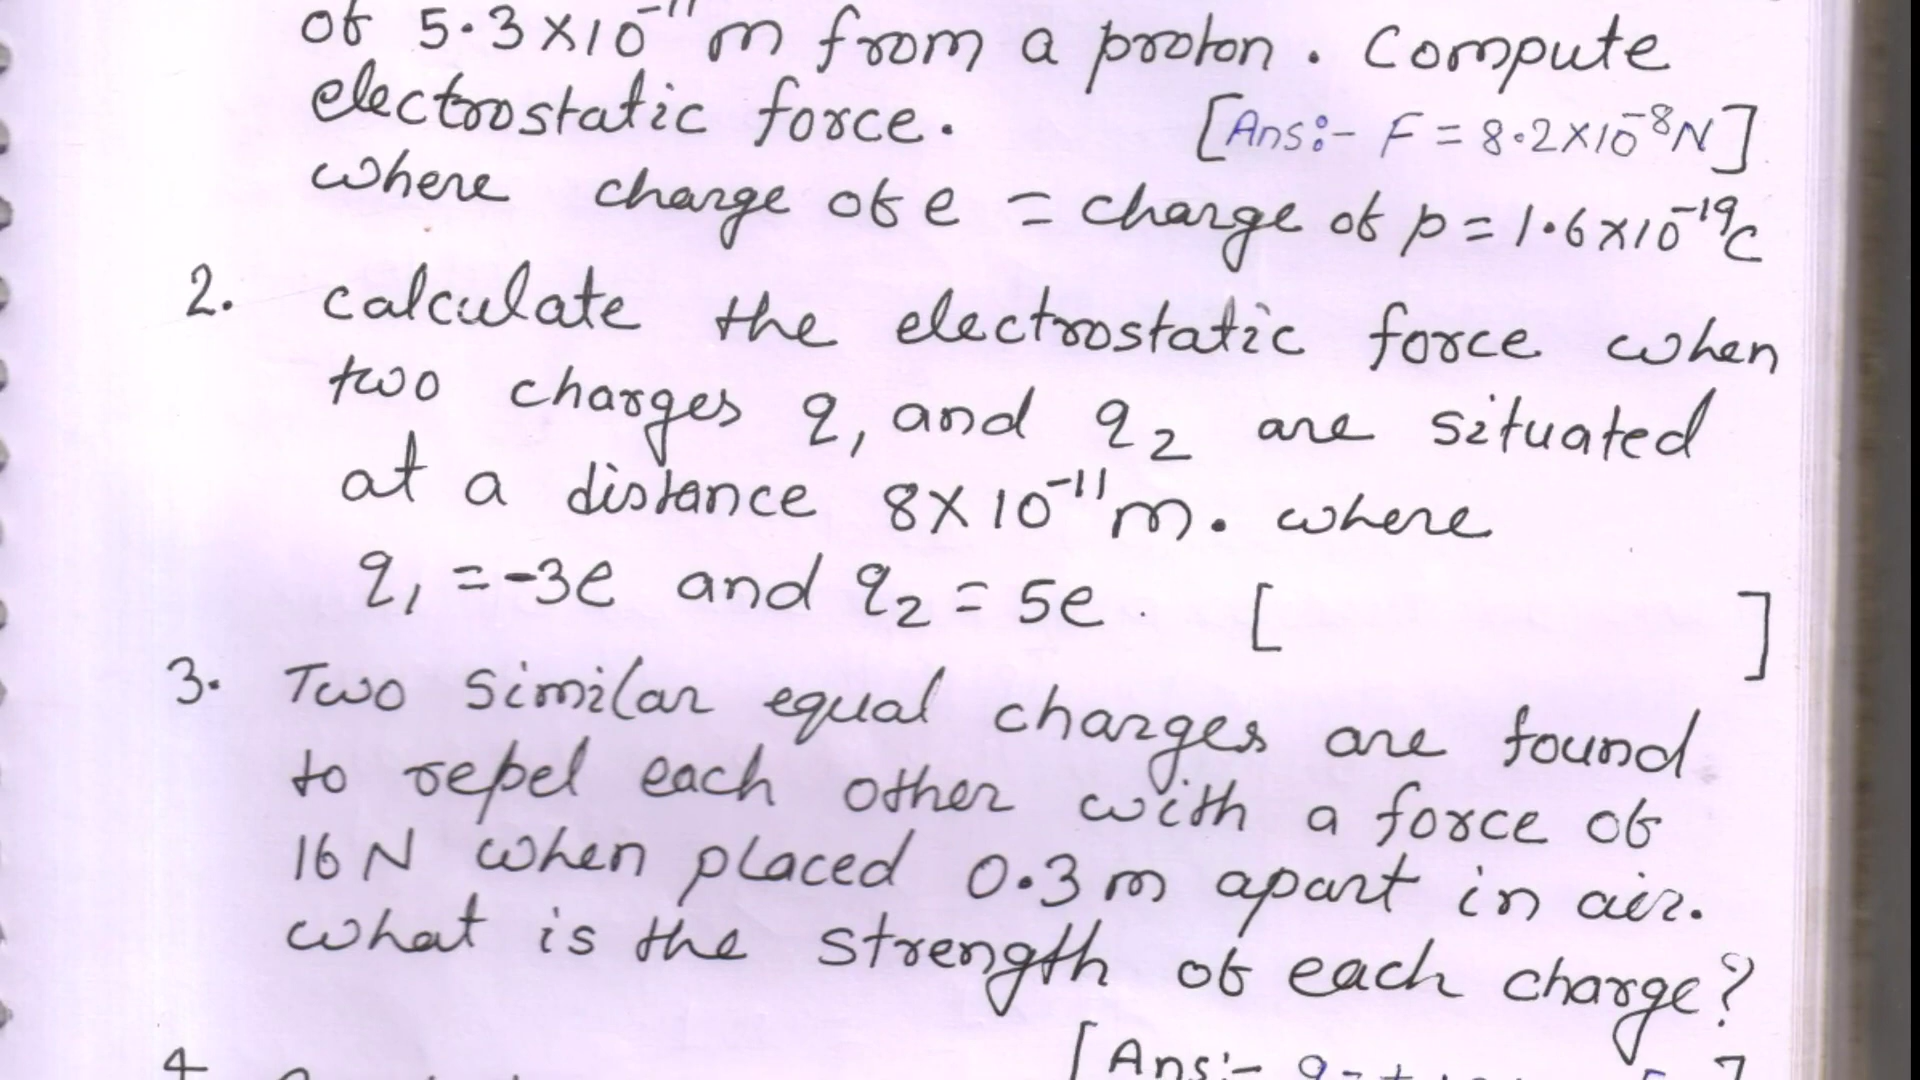 of 5.3×10⁻¹¹ m from a proton. Compute
electrostatic force. [Ans:- F = 8.2×10⁻⁸N]
where charge of e = charge of p = 1.6×10⁻¹⁹C
2. calculate the electrostatic force when
two charges q₁ and q₂ are situated
at a distance 8×10⁻¹¹m. where
q₁ = -3e and q₂ = 5e. [ ]
3. Two similar equal charges are found
to repel each other with a force of
16 N when placed 0.3 m apart in air.
what is the strength of each charge?
[Ans:- q = ±
4